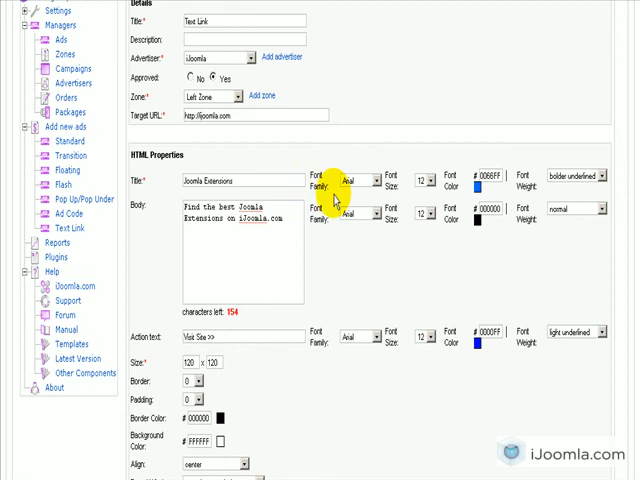 Settings
Managers
Ads
Zones
Campaigns
Advertisers
Orders
Packages
Add new ads
Standard
Transition
Floating
Flash
Pop Up/Pop Under
Ad Code
Text Link
Reports
Plugins
Help
iJoomla.com
Support
Forum
Manual
Templates
Latest Version
Other Components
About
Details
Title:* Text Link
Description:
Advertiser:* iJoomla Add advertiser
Approved: No Yes
Zone:* Left Zone Add zone
Target URL:* http://ijoomla.com
HTML Properties
Title:* Joomla Extensions Font Family: Arial Font Size: 12 Font Color # 0066FF Font Weight: bolder underlined
Body: Font Family: Arial Font Size: 12 Font Color # 000000 Font Weight: normal
Find the best Joomla
Extensions on iJoomla.com
characters left: 154
Action text: Visit Site >> Font Family: Arial Font Size: 12 Font Color # 0000FF Font Weight: light underlined
Size:* 120 x 120
Border: 0
Padding: 0
Border Color: # 000000
Background
Color: # FFFFFF
Align: center
iJoomla.com